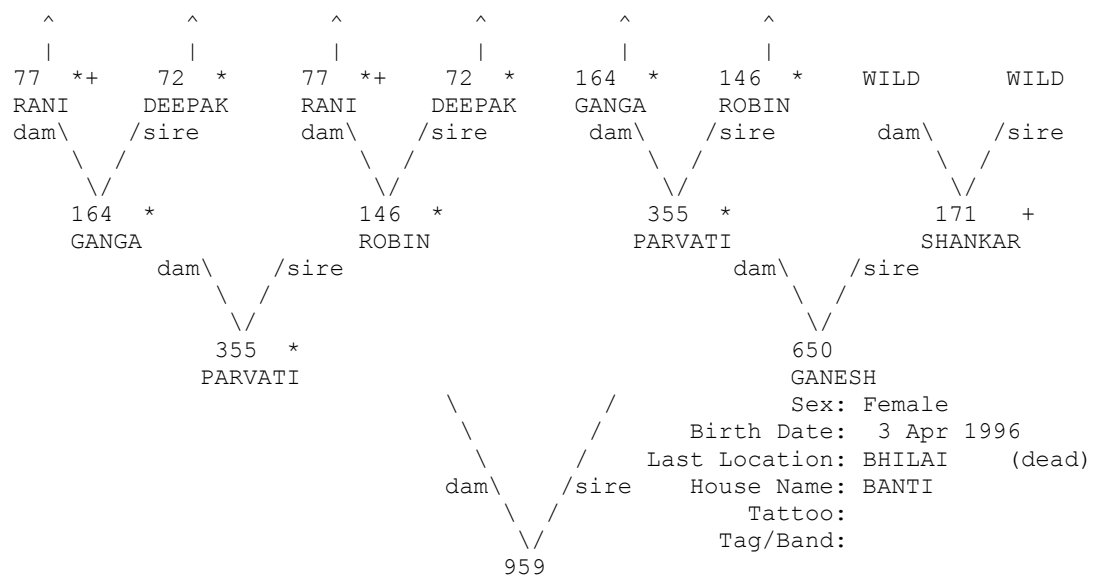 ^ ^ ^ ^ ^ ^
| | | | | |
77 *+ 72 * 77 *+ 72 * 164 * 146 * WILD WILD
RANI DEEPAK RANI DEEPAK GANGA ROBIN
dam\ /sire dam\ /sire dam\ /sire dam\ /sire
\ / \ / \ / \ /
\/ \/ \/ \/
164 * 146 * 355 * 171 +
GANGA ROBIN PARVATI SHANKAR
dam\ /sire dam\ /sire
\ / \ /
\/ \/
355 * 650
PARVATI GANESH
\ / Sex: Female
\ / Birth Date: 3 Apr 1996
\ / Last Location: BHILAI (dead)
dam\ /sire House Name: BANTI
\ / Tattoo:
\/ Tag/Band:
959